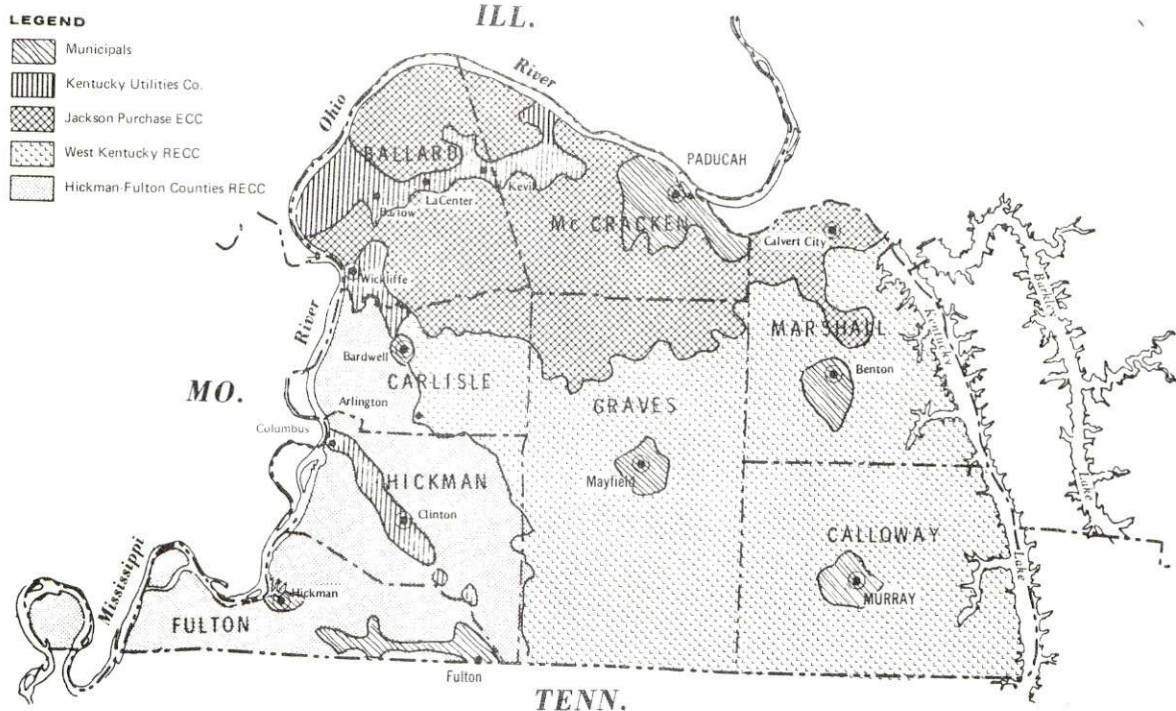 LEGEND
Municipals
Kentucky Utilities Co.
Jackson Purchase ECC
West Kentucky RECC
Hickman-Fulton Counties RECC
ILL.
River
Ohio
PADUCAH
BALLARD
Kevil
LaCenter
Barlow
Mc CRACKEN
Calvert City
Wickliffe
Barkley
Kentucky
River
MARSHALL
Bardwell
Benton
CARLISLE
MO.
Arlington
GRAVES
Columbus
HICKMAN
Mayfield
Lake
Clinton
CALLOWAY
Mississippi
Lake
Hickman
MURRAY
FULTON
Fulton
TENN.